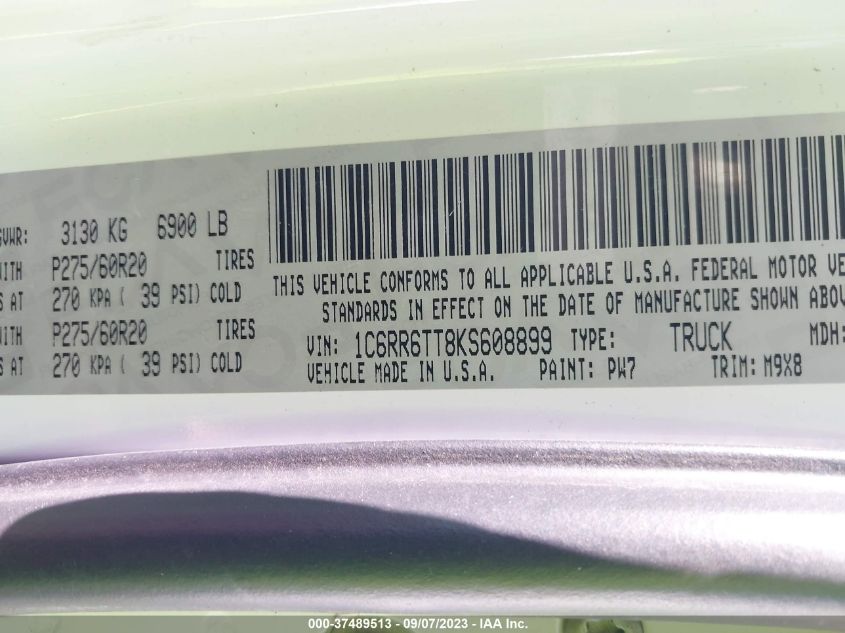 GVWR: 3130 KG 6900 LB
WITH P275/60R20 TIRES
AT 270 KPA ( 39 PSI) COLD
WITH P275/60R20 TIRES
AT 270 KPA ( 39 PSI) COLD
THIS VEHICLE CONFORMS TO ALL APPLICABLE U.S.A. FEDERAL MOTOR VE
STANDARDS IN EFFECT ON THE DATE OF MANUFACTURE SHOWN ABOV
VIN: 1C6RR6TT8KS608899 TYPE: TRUCK MDH:
VEHICLE MADE IN U.S.A. PAINT: PW7 TRIM: M9X8
000-37489513 - 09/07/2023 - IAA Inc.